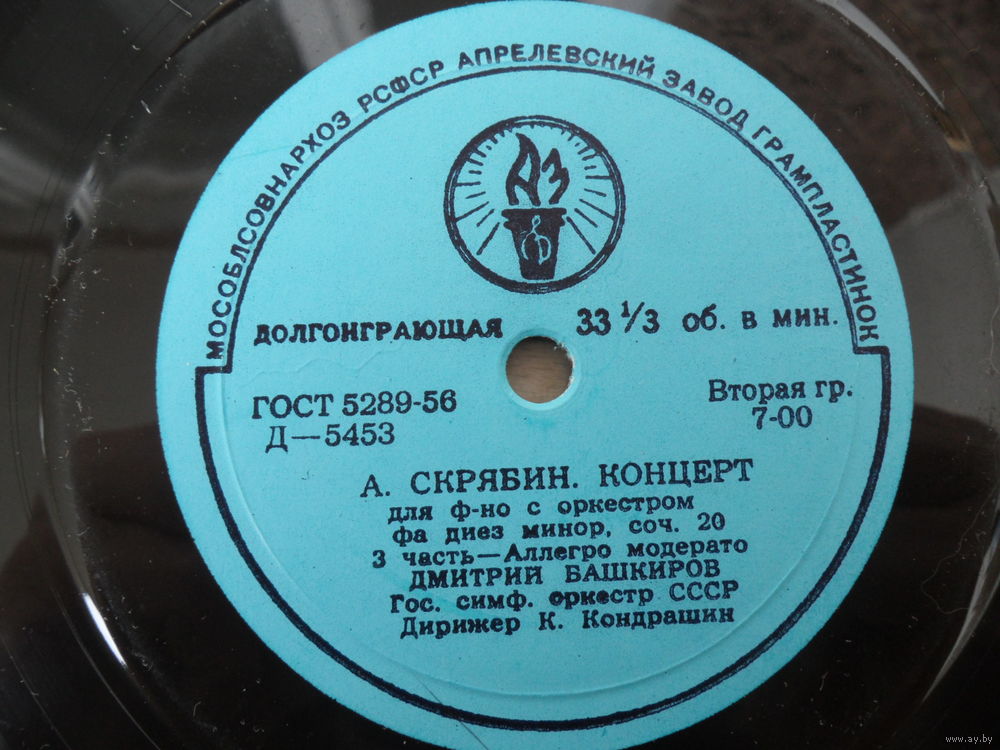 МОСОБЛСОВНАРХОЗ РСФСР АПРЕЛЕВСКИЙ ЗАВОД ГРАМПЛАСТИНОК
АЗ
ДОЛГОИГРАЮЩАЯ 33 1/3 об. в мин.
ГОСТ 5289-56
Д—5453
Вторая гр.
7-00
А. СКРЯБИН. КОНЦЕРТ
для ф-но с оркестром
фа диез минор, соч. 20
3 часть—Аллегро модерато
ДМИТРИЙ БАШКИРОВ
Гос. симф. оркестр СССР
Дирижер К. Кондрашин
www.ay.by